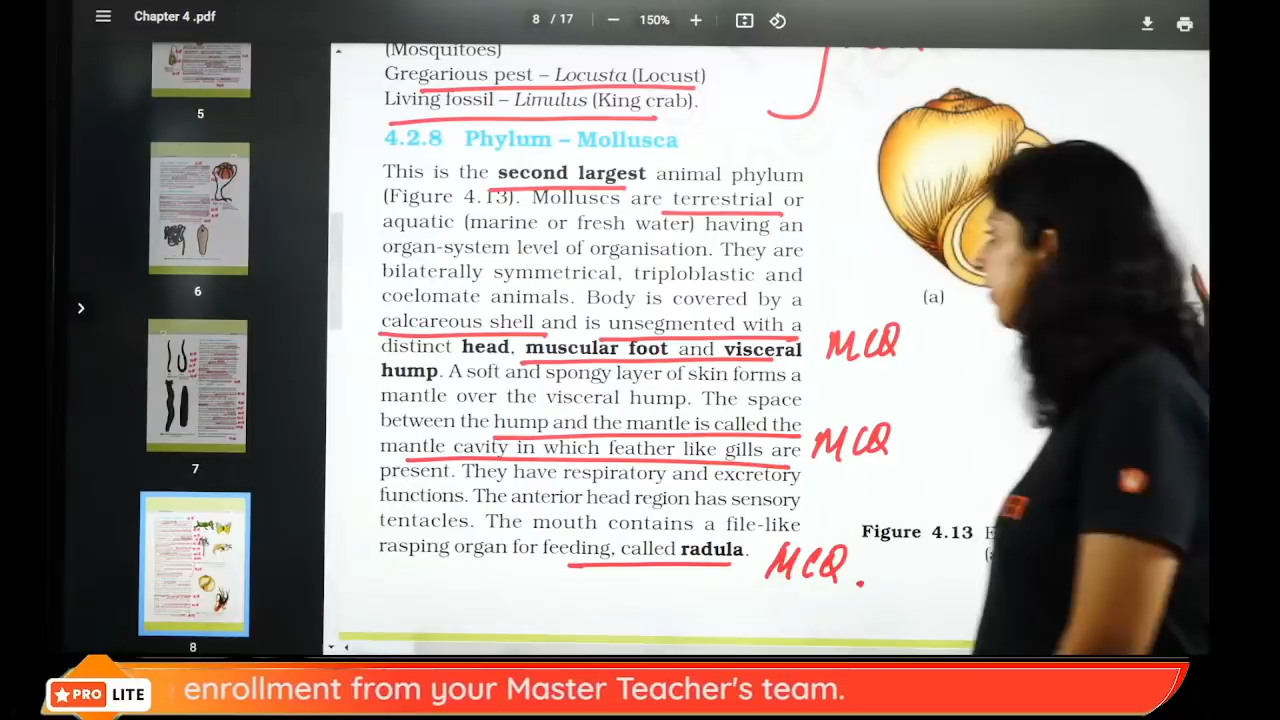 Chapter 4 .pdf
8 / 17
150%
5
6
7
8
(Mosquitoes)
Gregarious pest – Locusta (Locust)
Living fossil – Limulus (King crab).
4.2.8 Phylum – Mollusca
This is the second largest animal phylum
(Figure 4.13). Molluscs are terrestrial or
aquatic (marine or fresh water) having an
organ-system level of organisation. They are
bilaterally symmetrical, triploblastic and
coelomate animals. Body is covered by a
calcareous shell and is unsegmented with a
distinct head, muscular foot and visceral
hump. A soft and spongy layer of skin forms a
mantle over the visceral hump. The space
between the hump and the mantle is called the
mantle cavity in which feather like gills are
present. They have respiratory and excretory
functions. The anterior head region has sensory
tentacles. The mouth contains a file-like
rasping organ for feeding, called radula.
MCQ
MCQ
MCQ.
(a)
Figure 4.13
PRO LITE
enrollment from your Master Teacher's team.